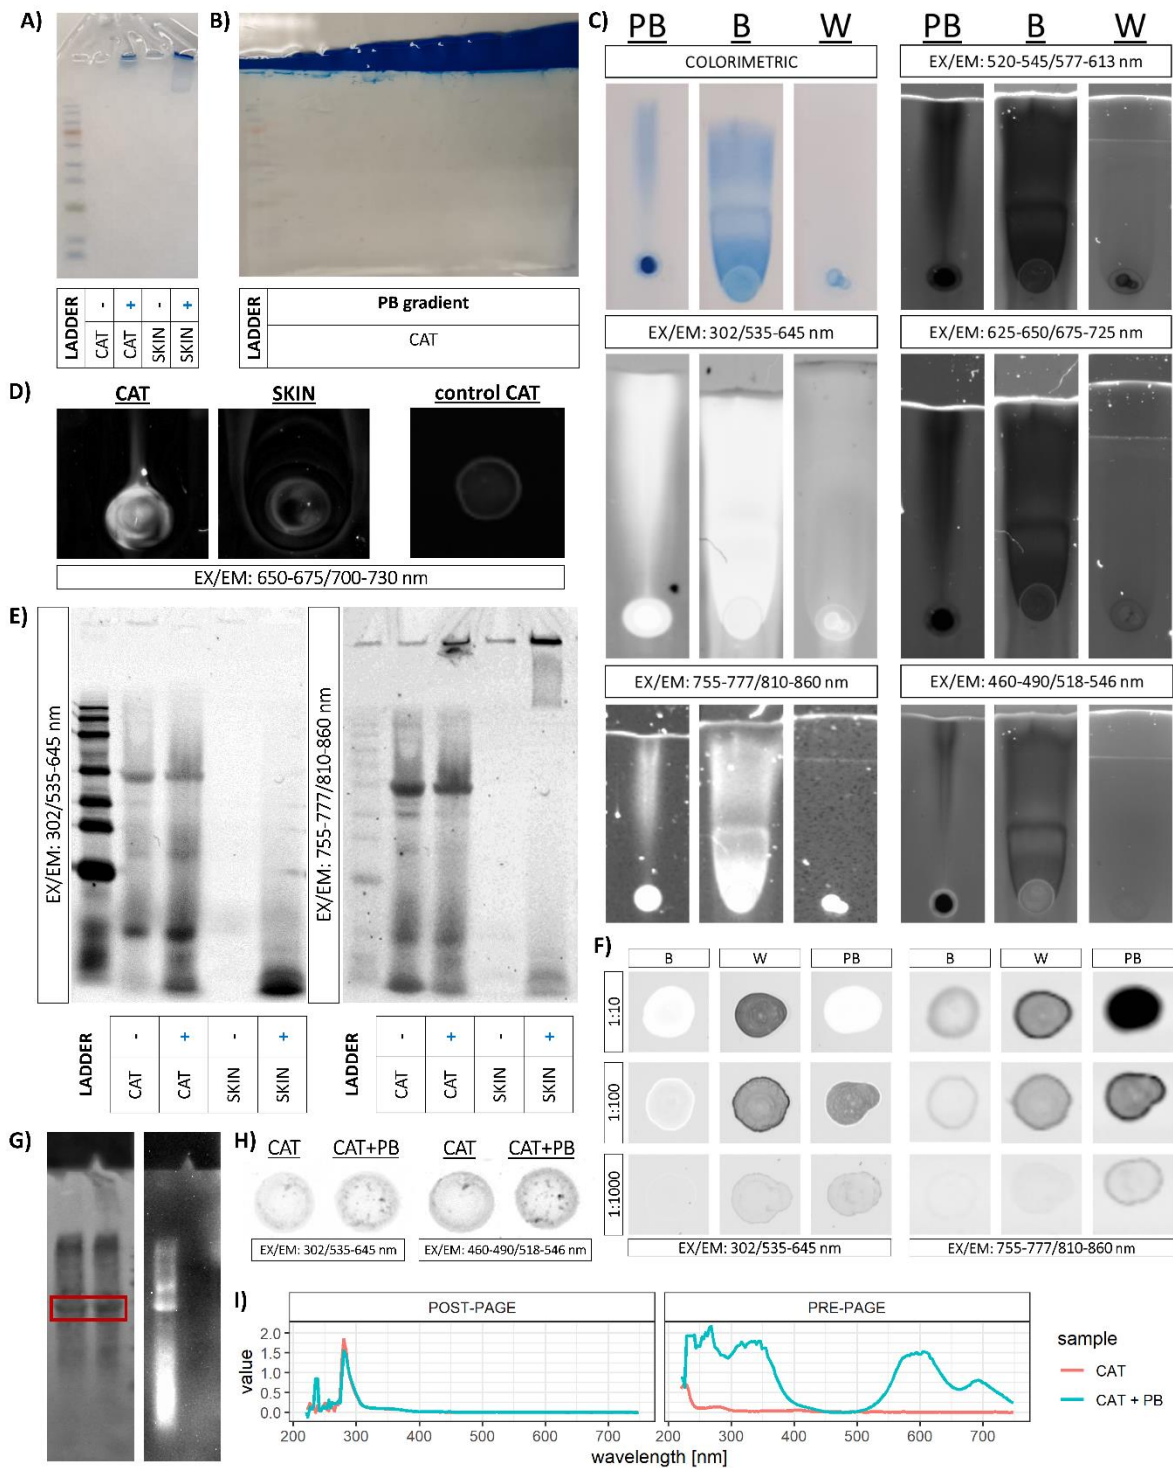 A)
LADDER
-
+
-
+
CAT
CAT
SKIN
SKIN
B)
LADDER
PB gradient
CAT
C)
PB B W
COLORIMETRIC
EX/EM: 302/535-645 nm
EX/EM: 755-777/810-860 nm
PB B W
EX/EM: 520-545/577-613 nm
EX/EM: 625-650/675-725 nm
EX/EM: 460-490/518-546 nm
D)
CAT SKIN control CAT
EX/EM: 650-675/700-730 nm
E)
EX/EM: 302/535-645 nm
LADDER
-
+
-
+
CAT
CAT
SKIN
SKIN
EX/EM: 755-777/810-860 nm
LADDER
-
+
-
+
CAT
CAT
SKIN
SKIN
F)
B W PB B W PB
1:10
1:100
1:1000
EX/EM: 302/535-645 nm
EX/EM: 755-777/810-860 nm
G)
H)
CAT CAT+PB CAT CAT+PB
EX/EM: 302/535-645 nm
EX/EM: 460-490/518-546 nm
I)
POST-PAGE
PRE-PAGE
value
2.0
1.5
1.0
0.5
0.0
200 300 400 500 600 700
200 300 400 500 600 700
wavelength [nm]
sample
CAT
CAT + PB